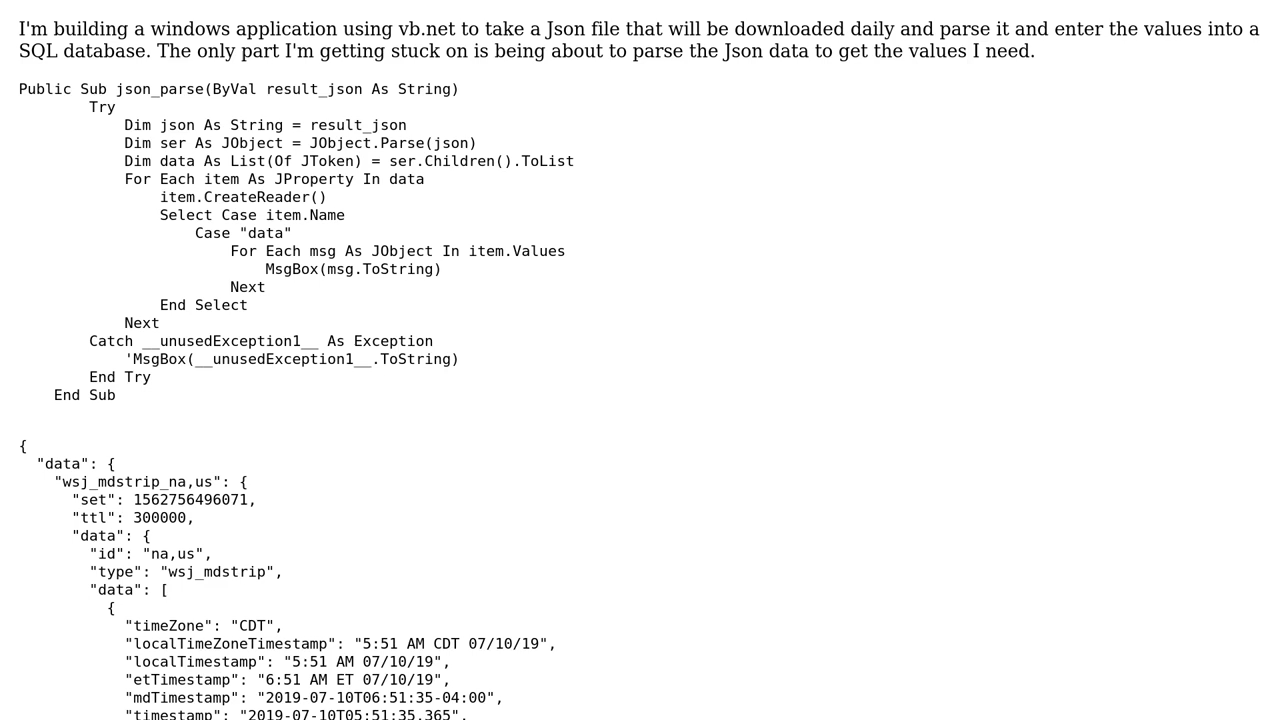 I'm building a windows application using vb.net to take a Json file that will be downloaded daily and parse it and enter the values into a
SQL database. The only part I'm getting stuck on is being about to parse the Json data to get the values I need.
Public Sub json_parse(ByVal result_json As String)
        Try
            Dim json As String = result_json
            Dim ser As JObject = JObject.Parse(json)
            Dim data As List(Of JToken) = ser.Children().ToList
            For Each item As JProperty In data
                item.CreateReader()
                Select Case item.Name
                    Case "data"
                        For Each msg As JObject In item.Values
                            MsgBox(msg.ToString)
                        Next
                End Select
            Next
        Catch __unusedException1__ As Exception
            'MsgBox(__unusedException1__.ToString)
        End Try
    End Sub
{
  "data": {
    "wsj_mdstrip_na,us": {
      "set": 1562756496071,
      "ttl": 300000,
      "data": {
        "id": "na,us",
        "type": "wsj_mdstrip",
        "data": [
          {
            "timeZone": "CDT",
            "localTimeZoneTimestamp": "5:51 AM CDT 07/10/19",
            "localTimestamp": "5:51 AM 07/10/19",
            "etTimestamp": "6:51 AM ET 07/10/19",
            "mdTimestamp": "2019-07-10T06:51:35-04:00",
            "timestamp": "2019-07-10T05:51:35.365",